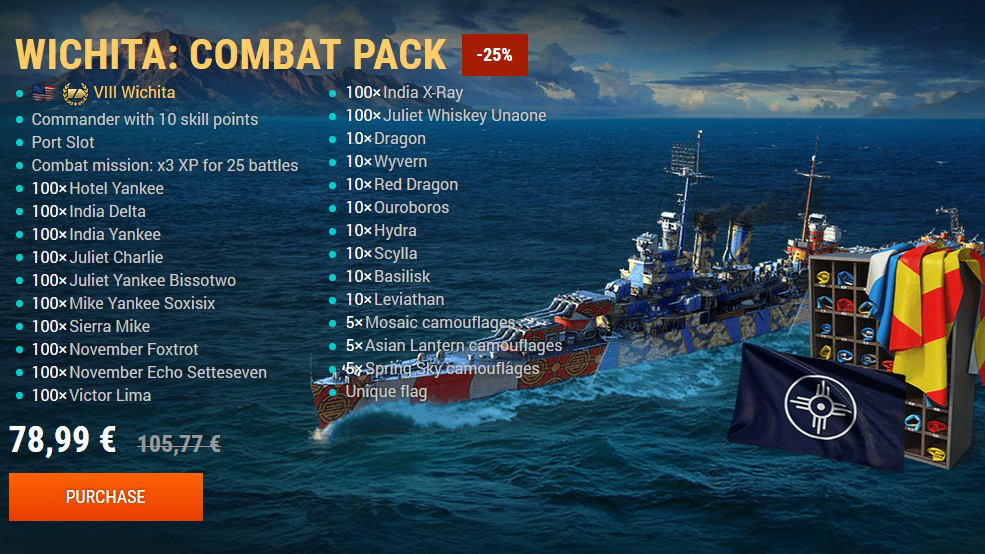 WICHITA: COMBAT PACK -25%
VIII Wichita
Commander with 10 skill points
Port Slot
Combat mission: x3 XP for 25 battles
100× Hotel Yankee
100× India Delta
100× India Yankee
100× Juliet Charlie
100× Juliet Yankee Bissotwo
100× Mike Yankee Soxisix
100× Sierra Mike
100× November Foxtrot
100× November Echo Setteseven
100× Victor Lima
100× India X-Ray
100× Juliet Whiskey Unaone
10× Dragon
10× Wyvern
10× Red Dragon
10× Ouroboros
10× Hydra
10× Scylla
10× Basilisk
10× Leviathan
5× Mosaic camouflages
5× Asian Lantern camouflages
5× Spring Sky camouflages
Unique flag
78,99 € 105,77 €
PURCHASE